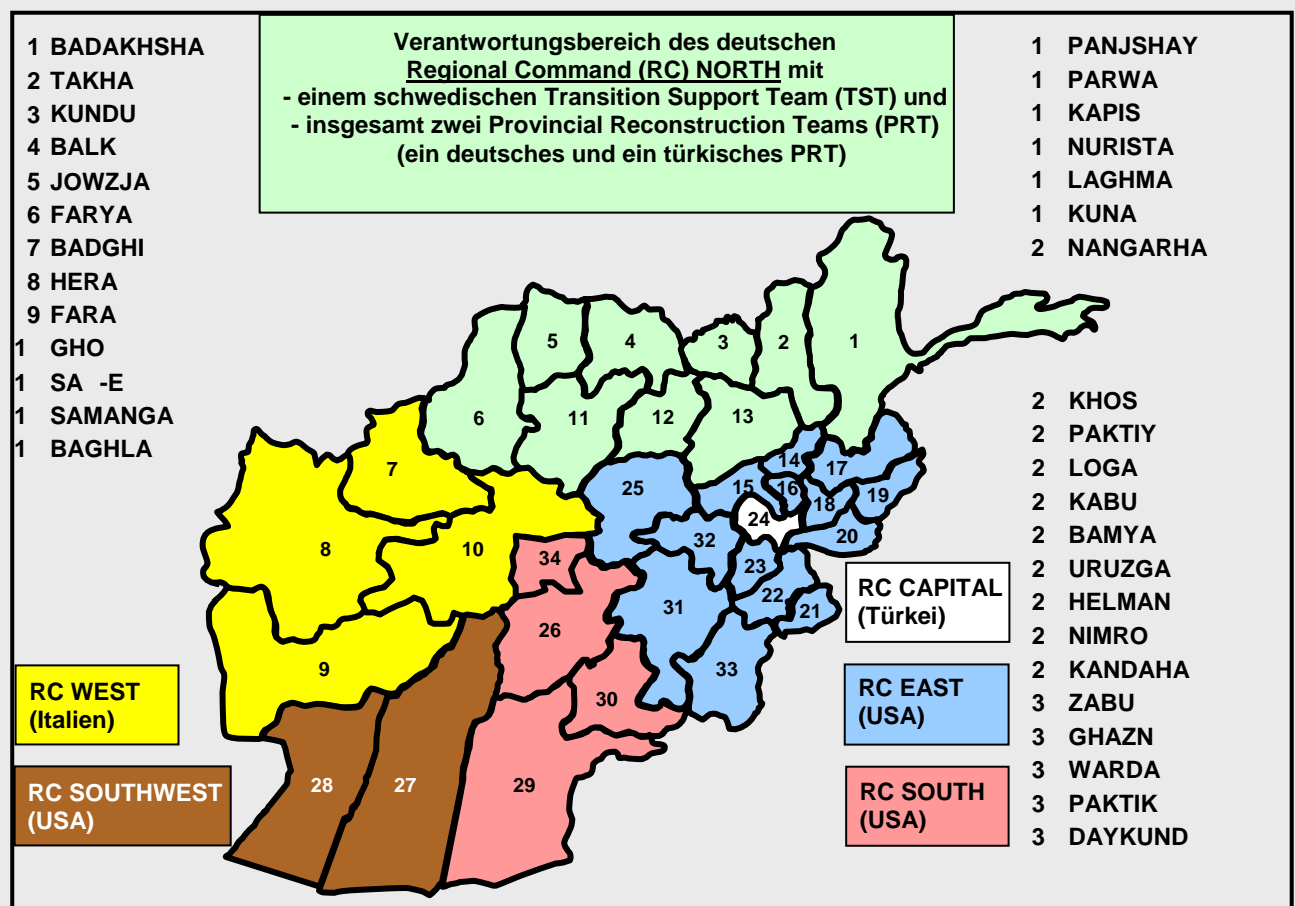 1 BADAKHSHA
2 TAKHA
3 KUNDU
4 BALK
5 JOWZJA
6 FARYA
7 BADGHI
8 HERA
9 FARA
1 GHO
1 SA -E
1 SAMANGA
1 BAGHLA
Verantwortungsbereich des deutschen
Regional Command (RC) NORTH mit
- einem schwedischen Transition Support Team (TST) und
- insgesamt zwei Provincial Reconstruction Teams (PRT)
(ein deutsches und ein türkisches PRT)
1 PANJSHAY
1 PARWA
1 KAPIS
1 NURISTA
1 LAGHMA
1 KUNA
2 NANGARHA
2 KHOS
2 PAKTIY
2 LOGA
2 KABU
2 BAMYA
2 URUZGA
2 HELMAN
2 NIMRO
2 KANDAHA
3 ZABU
3 GHAZN
3 WARDA
3 PAKTIK
3 DAYKUND
5
4
3
2
1
6
11
12
13
7
14
17
25
15
16
18
19
24
20
8
10
32
34
23
22
21
31
26
33
9
30
28
27
29
RC WEST
(Italien)
RC SOUTHWEST
(USA)
RC CAPITAL
(Türkei)
RC EAST
(USA)
RC SOUTH
(USA)